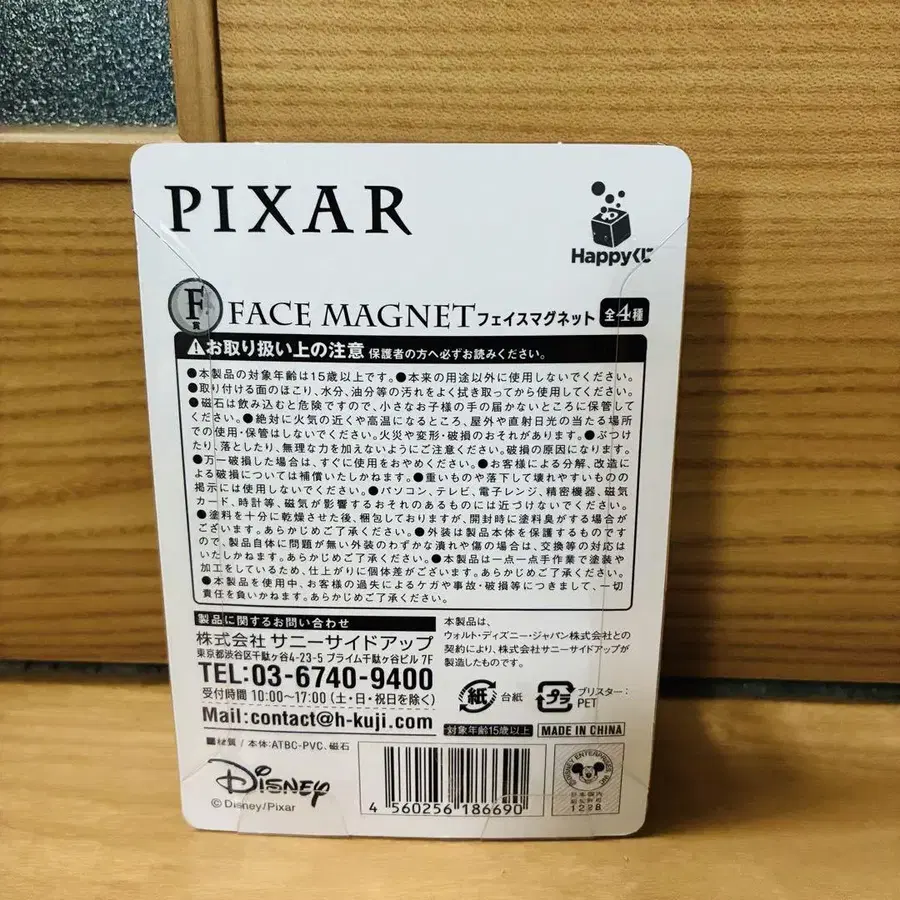 PIXAR
Happyくじ
F
FACE MAGNET フェイスマグネット 全4種
お取り扱い上の注意 保護者の方へ必ずお読みください。
●本製品の対象年齢は15歳以上です。●本来の用途以外に使用しないでください。
●取り付ける面のほこり、水分、油分等の汚れをよく拭き取ってから使用してください。
●磁石は飲み込むと危険ですので、小さなお子様の手の届かないところに保管して
ください。●絶対に火気の近くや高温になるところ、屋外や直射日光の当たる場所
での使用・保管はしないでください。火災や変形・破損のおそれがあります。●ぶつけ
たり、落としたり、無理な力を加えないようにご注意ください。破損の原因になります。
●万一破損した場合は、すぐに使用をおやめください。●お客様による分解、改造に
よる破損については補償いたしかねます。●重いものや落下して壊れやすいものの
掲示には使用しないでください。●パソコン、テレビ、電子レンジ、精密機器、磁気
カード、時計等、磁気が影響するおそれのあるものには近づけないでください。
●塗料を十分に乾燥させた後、梱包しておりますが、開封時に塗料臭がする場合が
ございます。あらかじめご了承ください。●外装は製品本体を保護するものです
ので、製品自体に問題が無い外装のわずかな潰れや傷の場合は、交換等の対応は
いたしかねます。あらかじめご了承ください。●本製品は一点一点手作業で塗装や
加工をしているため、仕上がりに個体差がございます。あらかじめご了承ください。
●本製品を使用中、お客様の過失によるケガや事故・破損等につきまして、一切
責任を負いかねます。あらかじめご了承ください。
製品に関するお問い合わせ
株式会社 サニーサイドアップ
東京都渋谷区千駄ヶ谷4-23-5 プライム千駄ヶ谷ビル 7F
TEL:03-6740-9400
受付時間 10:00〜17:00 (土・日・祝日を除く)
Mail:contact@h-kuji.com
本製品は、
ウォルト・ディズニー・ジャパン株式会社との
契約により、株式会社サニーサイドアップが
製造したものです。
紙 台紙
プラ ブリスター：
PET
対象年齢15歳以上
MADE IN CHINA
■材質 / 本体:ATBC-PVC、磁石
Disney
©Disney/Pixar
4 560256 186690
DISNEY ENTERPRISES, INC.
日本国内
1228